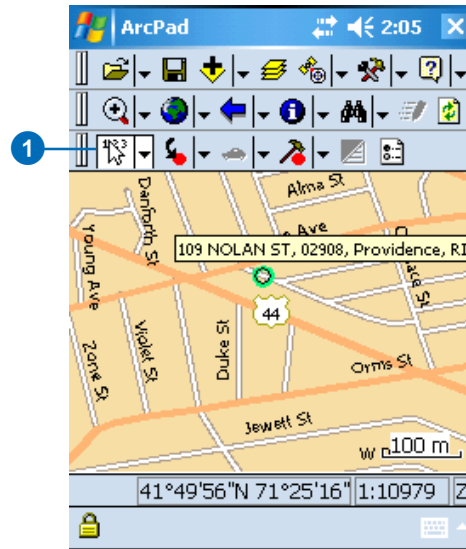 ArcPad 2:05
1
Danforth St
Alma St
Ave
Young Ave
109 NOLAN ST, 02908, Providence, RI
44
Violet St
Duke St
Zone St
Orms St
Jewett St
W
100 m
41°49'56"N 71°25'16" 1:10979 Z